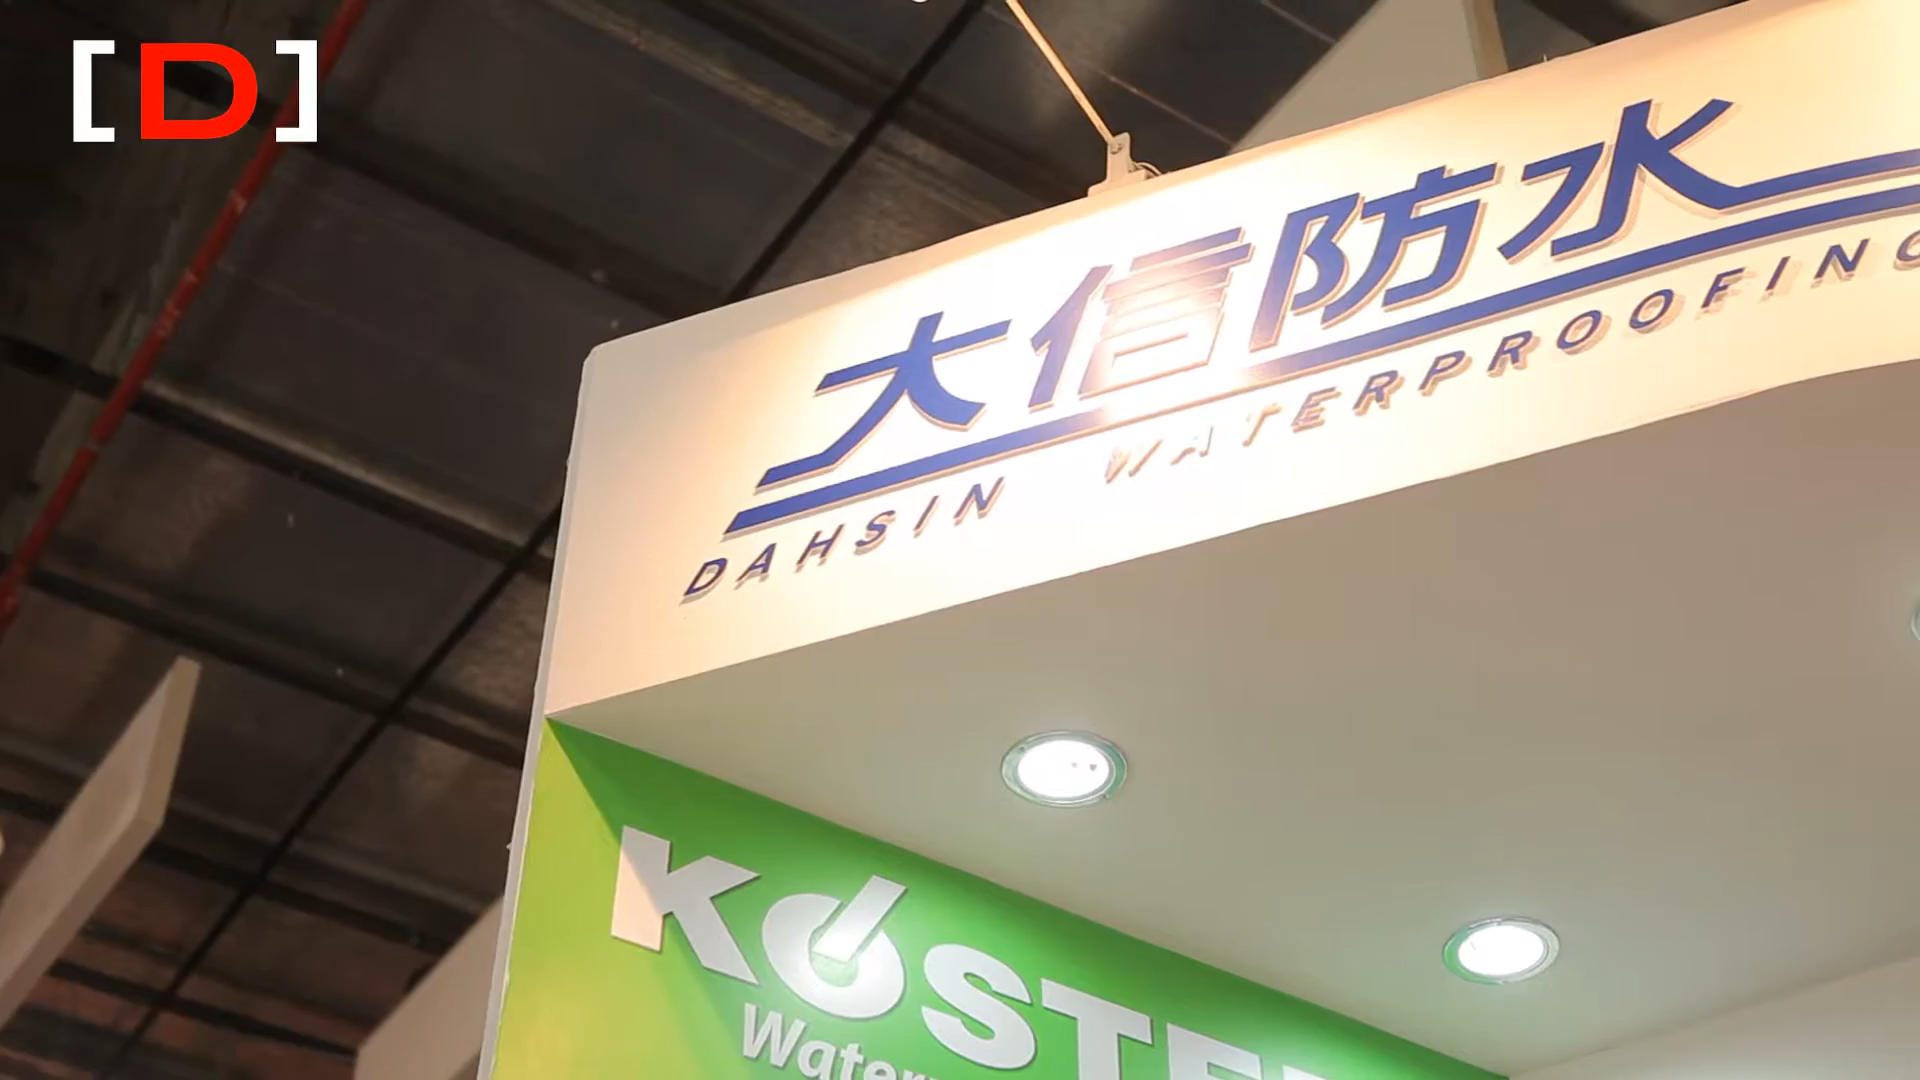 [D]
大信防水
DAHSIN WATERPROOFING
KÖSTER